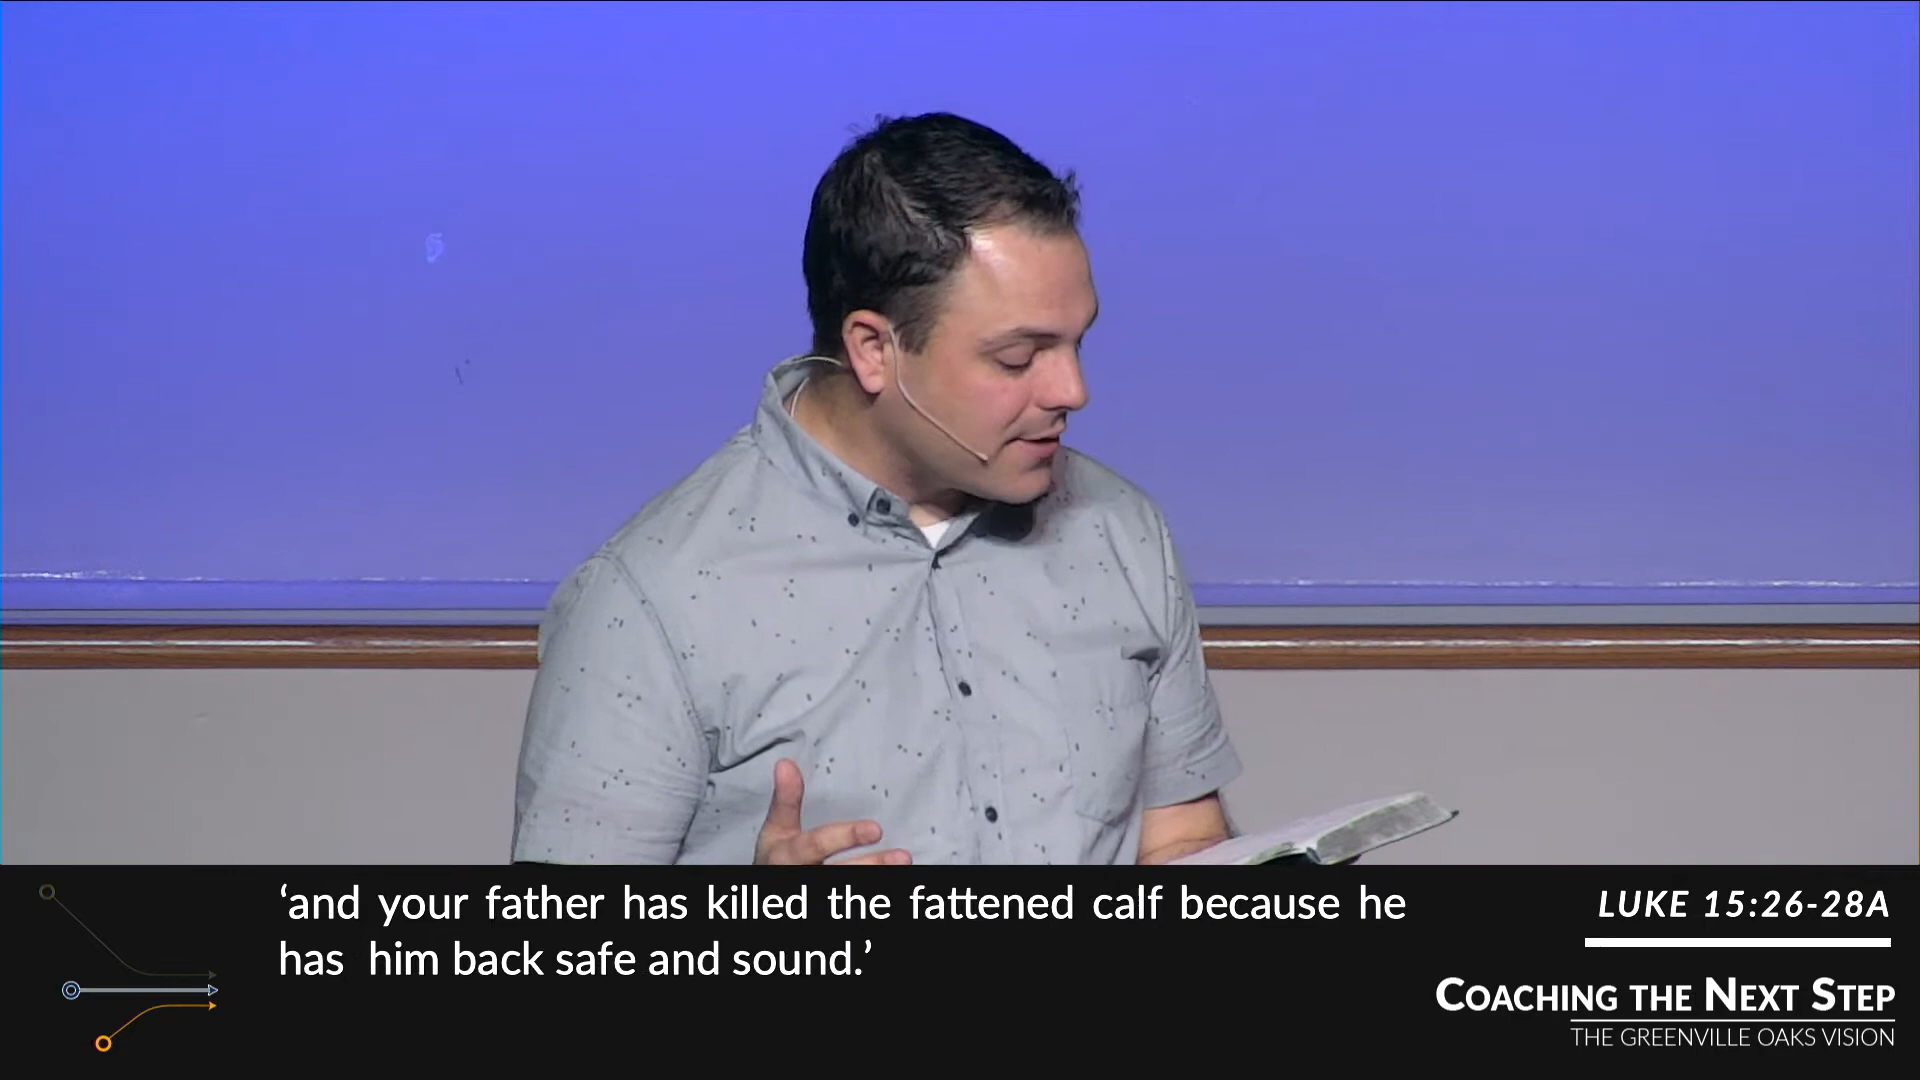 ‘and your father has killed the fattened calf because he
has him back safe and sound.’
LUKE 15:26-28A
COACHING THE NEXT STEP
THE GREENVILLE OAKS VISION